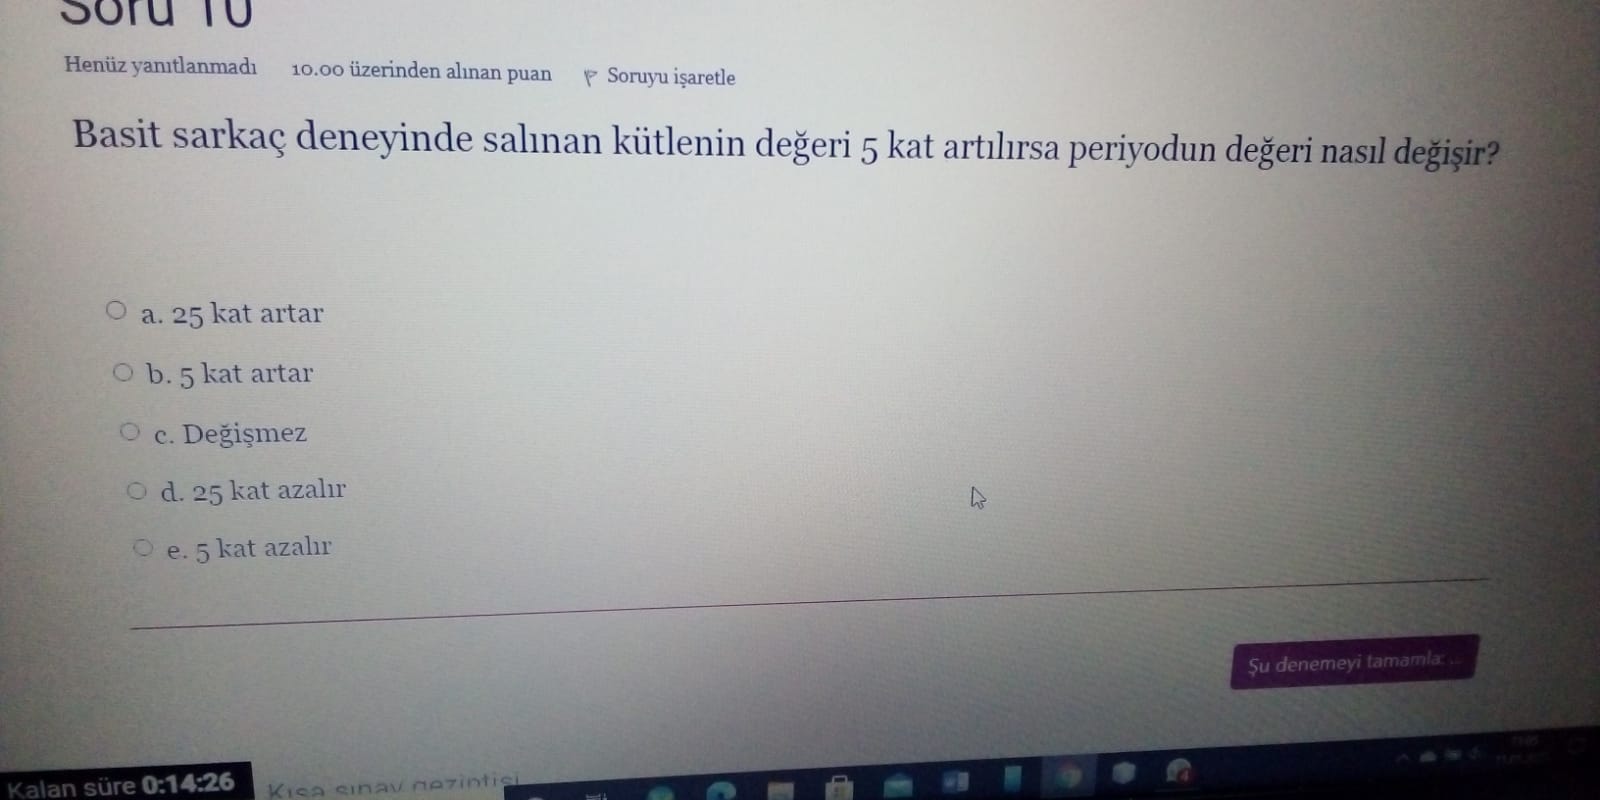 Soru 10
Henüz yanıtlanmadı 10.00 üzerinden alınan puan Soruyu işaretle
Basit sarkaç deneyinde salınan kütlenin değeri 5 kat artılırsa periyodun değeri nasıl değişir?
a. 25 kat artar
b. 5 kat artar
c. Değişmez
d. 25 kat azalır
e. 5 kat azalır
Şu denemeyi tamamla ...
Kalan süre 0:14:26
Kısa sınav gezintisi